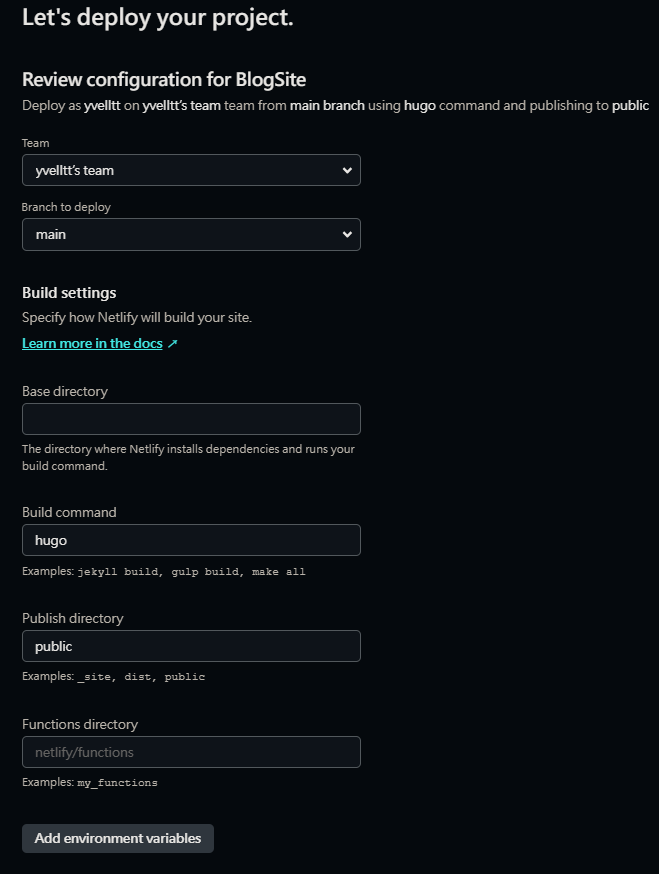 Let's deploy your project.
Review configuration for BlogSite
Deploy as yvelltt on yvelltt's team team from main branch using hugo command and publishing to public
Team
yvelltt's team
Branch to deploy
main
Build settings
Specify how Netlify will build your site.
Learn more in the docs ↗
Base directory
The directory where Netlify installs dependencies and runs your
build command.
Build command
hugo
Examples: jekyll build, gulp build, make all
Publish directory
public
Examples: _site, dist, public
Functions directory
netlify/functions
Examples: my_functions
Add environment variables